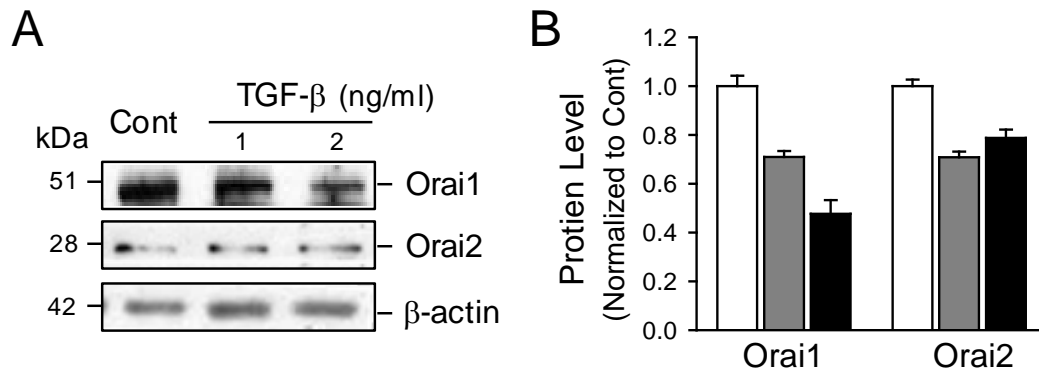 A
TGF-β (ng/ml)
Cont
kDa
1 2
51 Orai1
28 Orai2
42 β-actin
B
Protien Level
(Normalized to Cont)
1.2
1.0
0.8
0.6
0.4
0.2
0.0
Orai1 Orai2